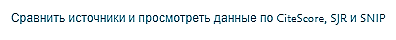 Сравнить источники и просмотреть данные по CiteScore, SJR и SNIP